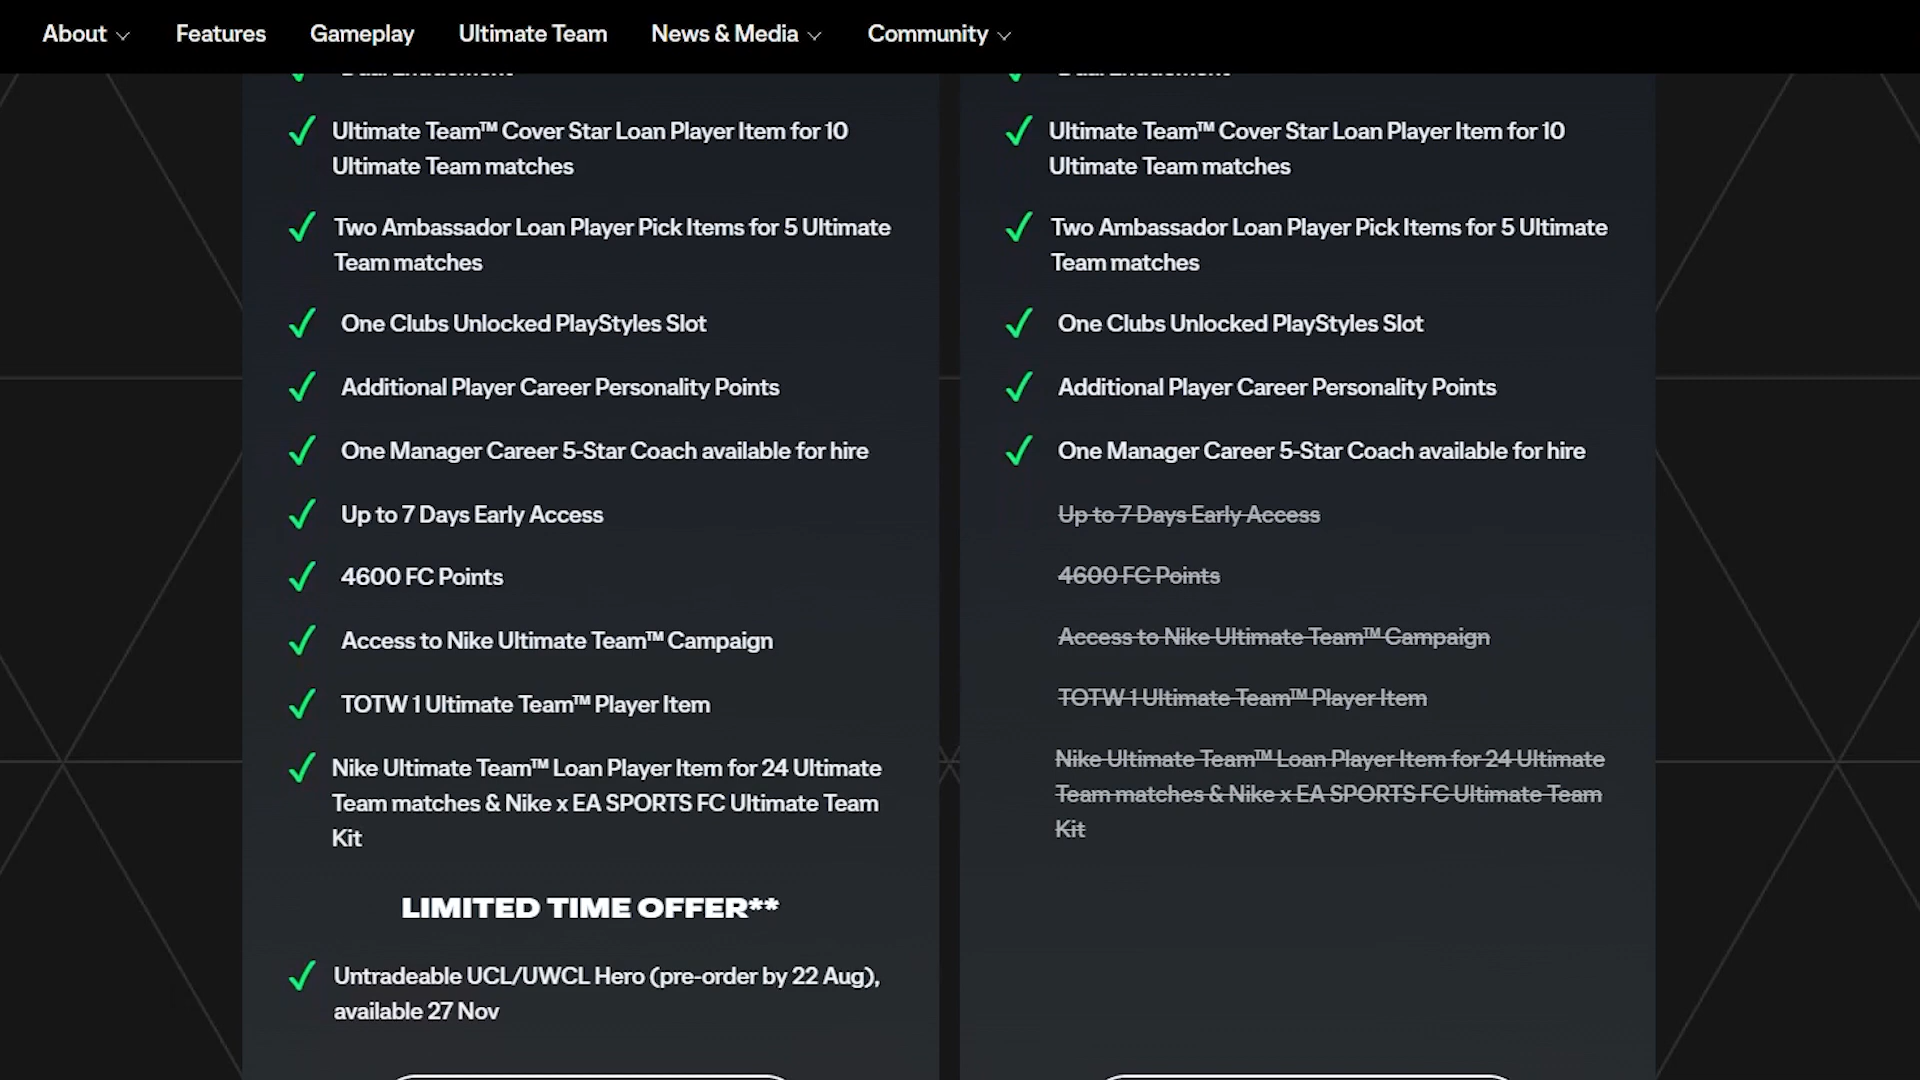 About
Features
Gameplay
Ultimate Team
News & Media
Community
Ultimate Team™ Cover Star Loan Player Item for 10
Ultimate Team matches
Two Ambassador Loan Player Pick Items for 5 Ultimate
Team matches
One Clubs Unlocked PlayStyles Slot
Additional Player Career Personality Points
One Manager Career 5-Star Coach available for hire
Up to 7 Days Early Access
4600 FC Points
Access to Nike Ultimate Team™ Campaign
TOTW 1 Ultimate Team™ Player Item
Nike Ultimate Team™ Loan Player Item for 24 Ultimate
Team matches & Nike x EA SPORTS FC Ultimate Team
Kit
LIMITED TIME OFFER**
Untradeable UCL/UWCL Hero (pre-order by 22 Aug),
available 27 Nov
Ultimate Team™ Cover Star Loan Player Item for 10
Ultimate Team matches
Two Ambassador Loan Player Pick Items for 5 Ultimate
Team matches
One Clubs Unlocked PlayStyles Slot
Additional Player Career Personality Points
One Manager Career 5-Star Coach available for hire
Up to 7 Days Early Access
4600 FC Points
Access to Nike Ultimate Team™ Campaign
TOTW 1 Ultimate Team™ Player Item
Nike Ultimate Team™ Loan Player Item for 24 Ultimate
Team matches & Nike x EA SPORTS FC Ultimate Team
Kit